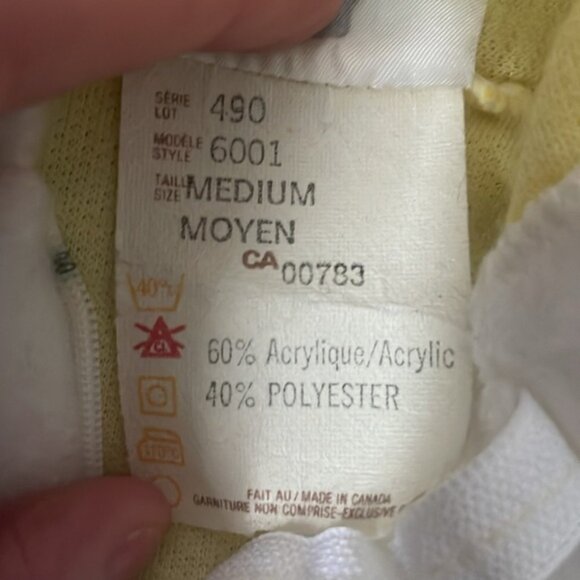 SÉRIE
LOT 490
MODÈLE
STYLE 6001
TAILLE
SIZE MEDIUM
MOYEN
CA 00783
40°
CL
60% Acrylique/Acrylic
40% POLYESTER
110°C
FAIT AU/MADE IN CANADA
GARNITURE NON COMPRISE-EXCLUSIVE